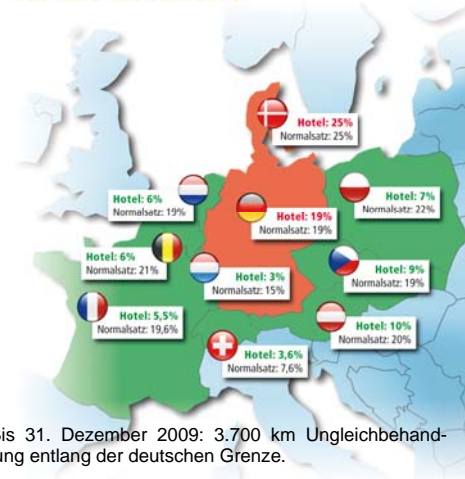 Hotel: 25%
Normalsatz: 25%
Hotel: 6%
Normalsatz: 19%
Hotel: 19%
Normalsatz: 19%
Hotel: 7%
Normalsatz: 22%
Hotel: 6%
Normalsatz: 21%
Hotel: 3%
Normalsatz: 15%
Hotel: 9%
Normalsatz: 19%
Hotel: 5,5%
Normalsatz: 19,6%
Hotel: 10%
Normalsatz: 20%
Hotel: 3,6%
Normalsatz: 7,6%
is 31. Dezember 2009: 3.700 km Ungleichbehand-
ung entlang der deutschen Grenze.